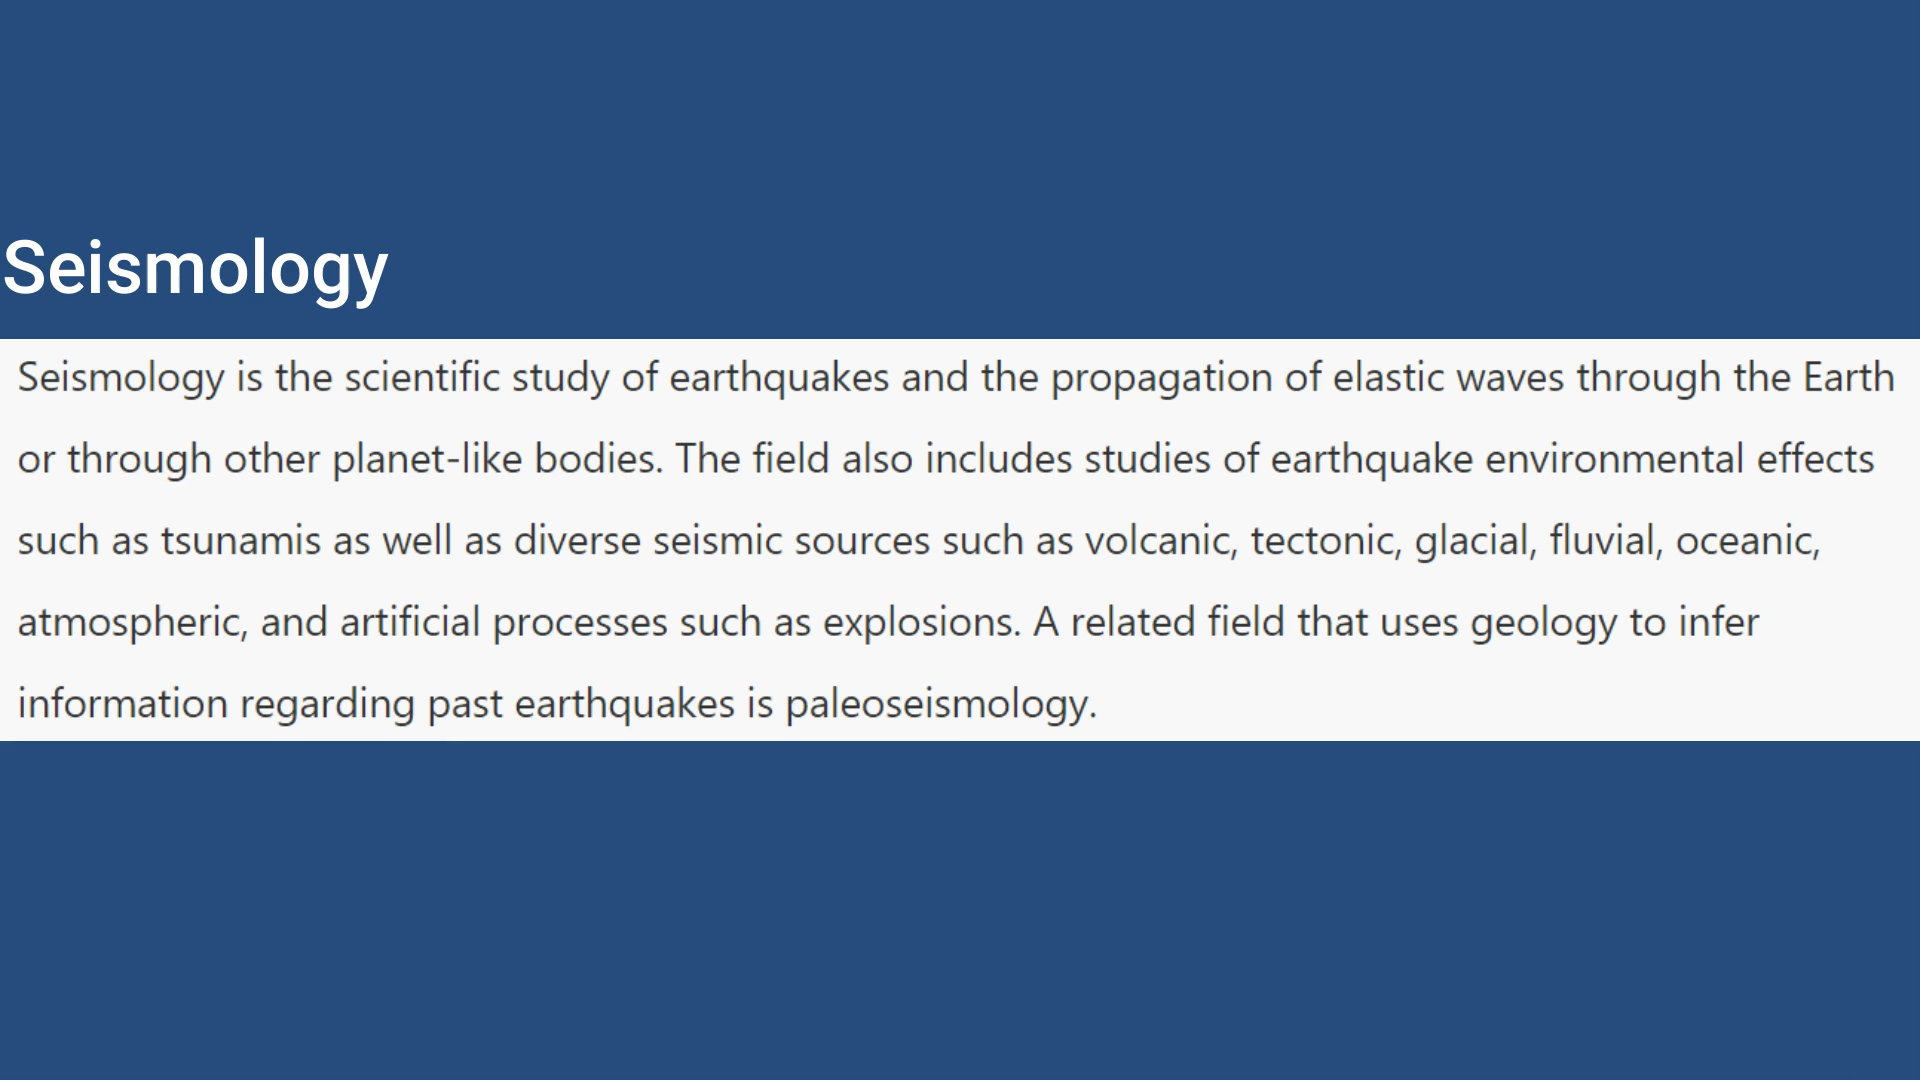 Seismology
Seismology is the scientific study of earthquakes and the propagation of elastic waves through the Earth
or through other planet-like bodies. The field also includes studies of earthquake environmental effects
such as tsunamis as well as diverse seismic sources such as volcanic, tectonic, glacial, fluvial, oceanic,
atmospheric, and artificial processes such as explosions. A related field that uses geology to infer
information regarding past earthquakes is paleoseismology.